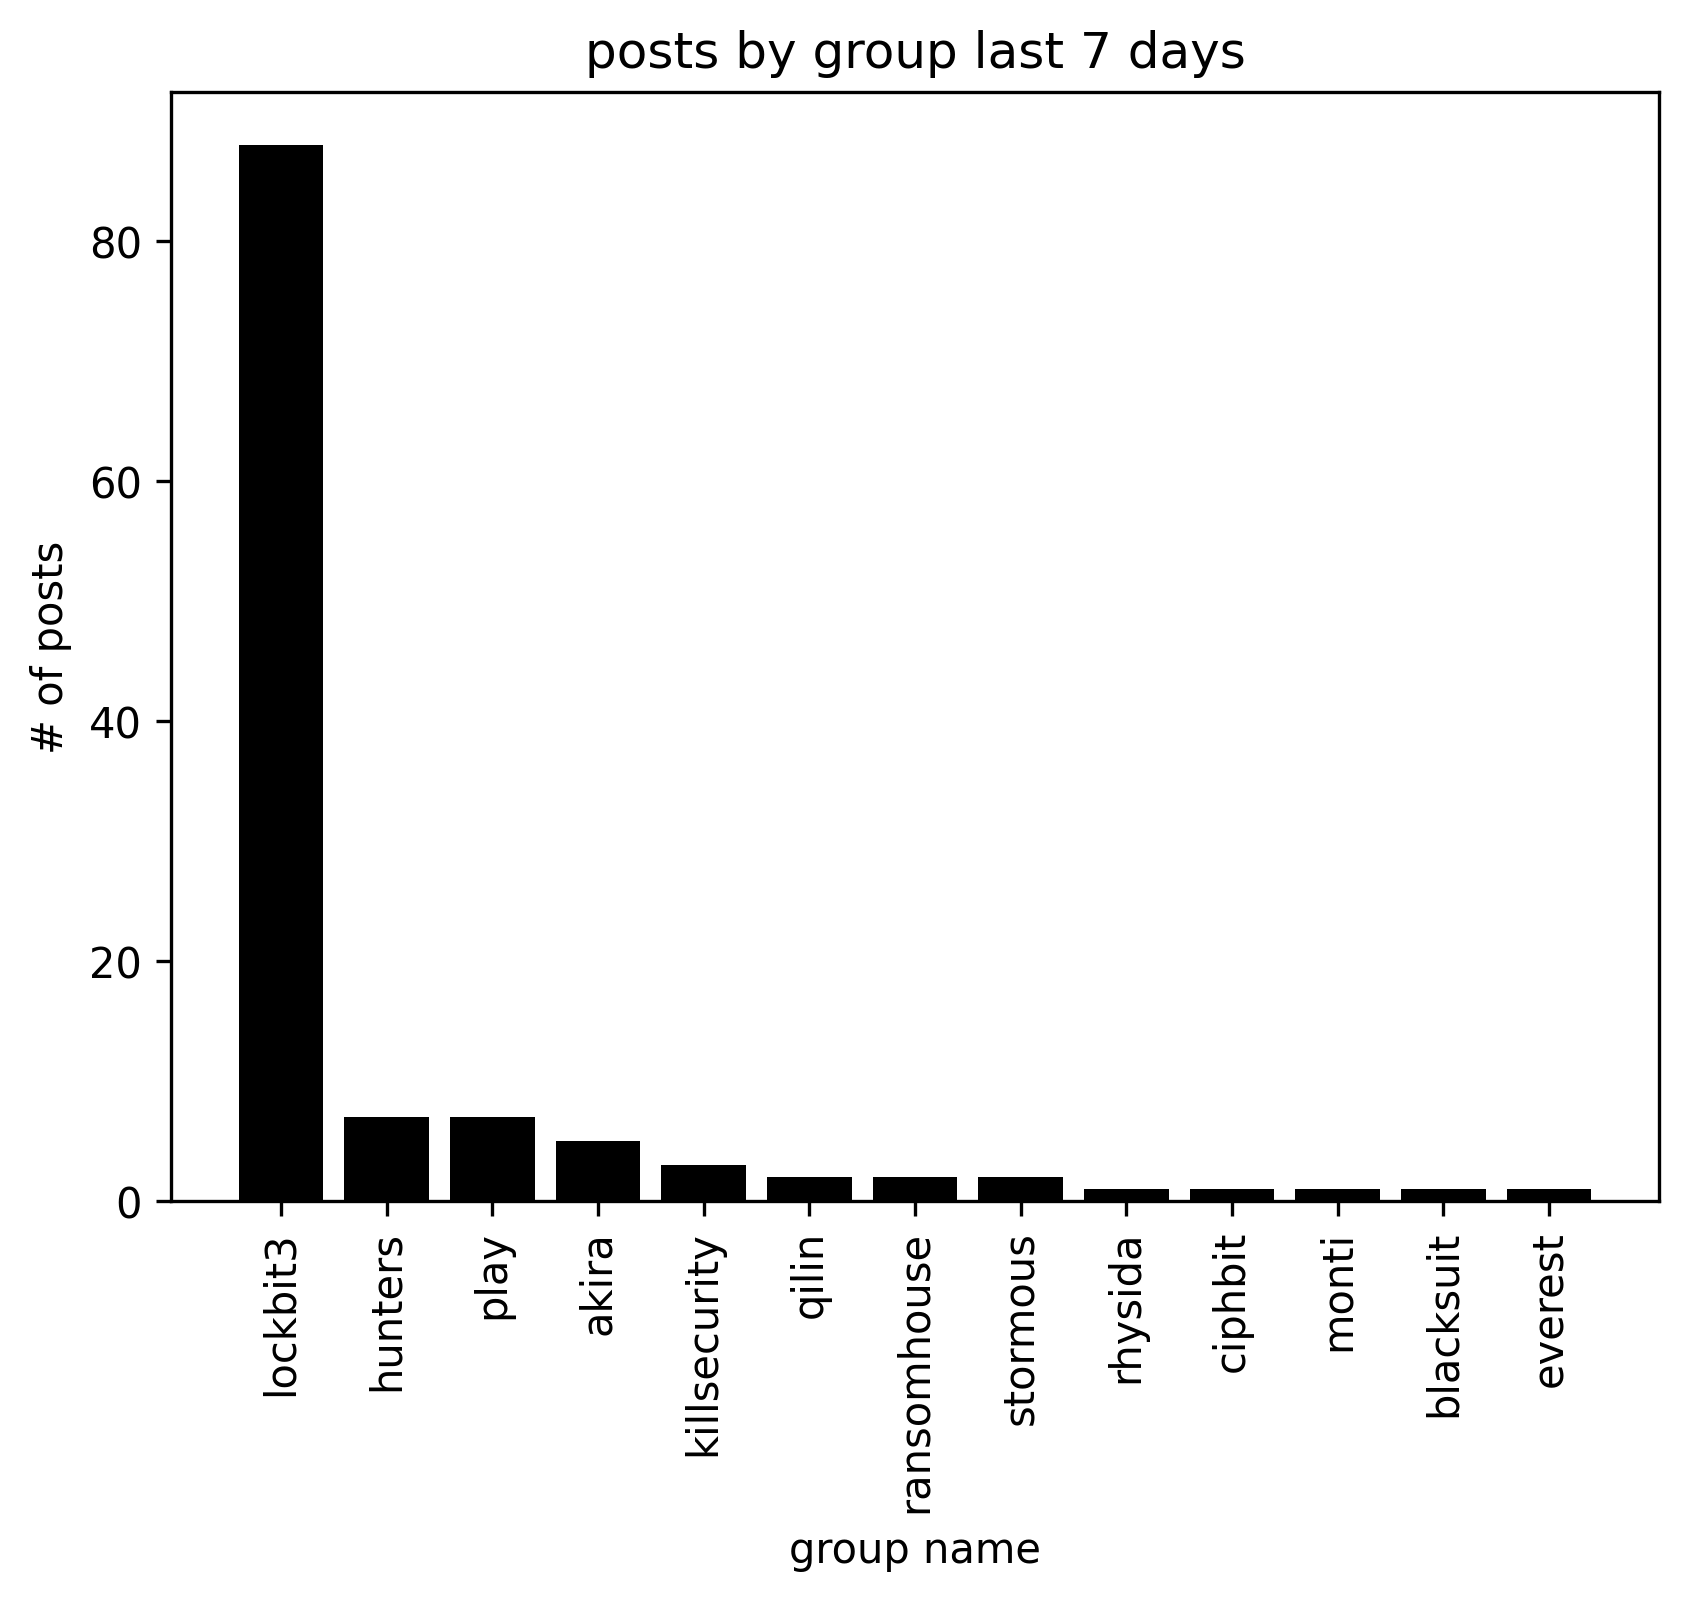 posts by group last 7 days
# of posts
80
60
40
20
0
lockbit3
hunters
play
akira
killsecurity
qilin
ransomhouse
stormous
rhysida
ciphbit
monti
blacksuit
everest
group name